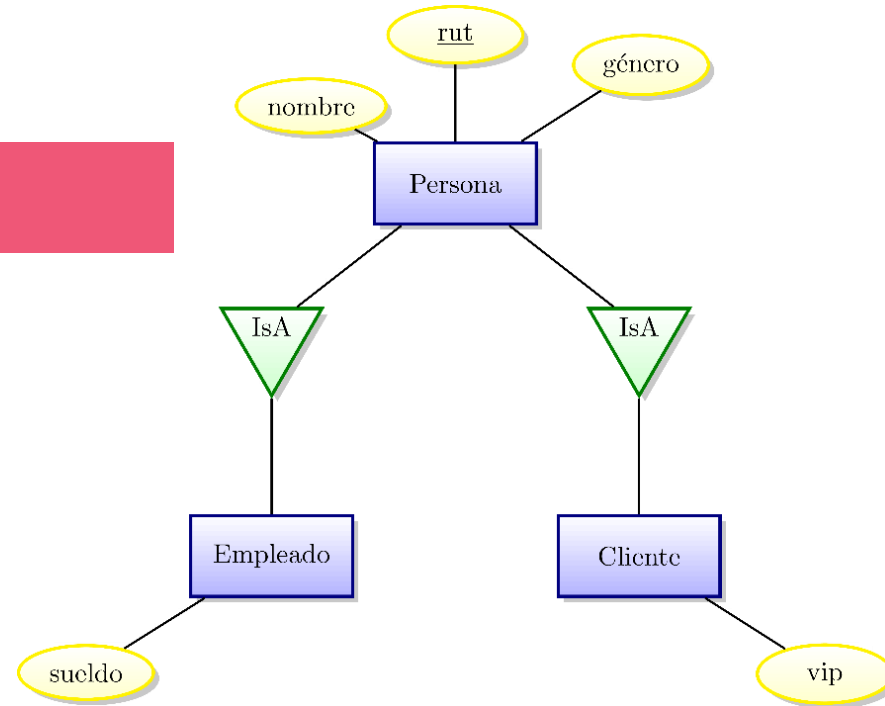 rut
nombre
género
Persona
IsA
IsA
Empleado
Cliente
sueldo
vip